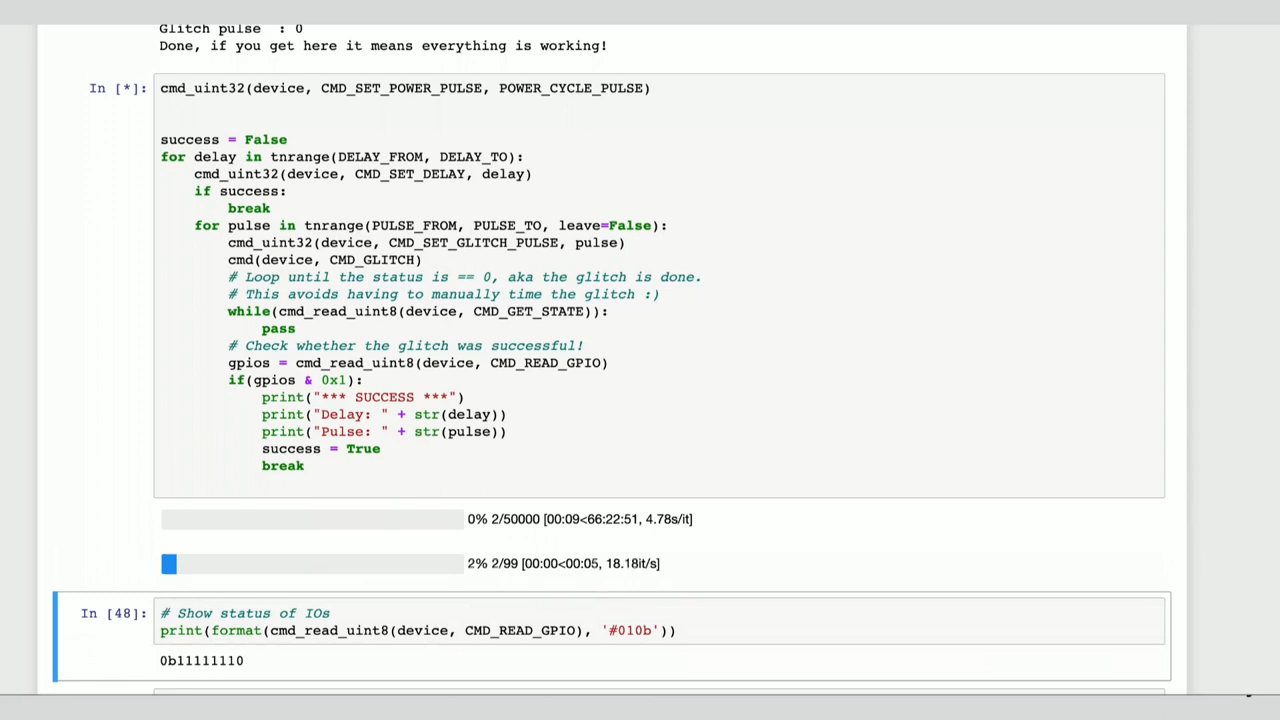 Glitch pulse  : 0
Done, if you get here it means everything is working!
In [*]: cmd_uint32(device, CMD_SET_POWER_PULSE, POWER_CYCLE_PULSE)
success = False
for delay in tnrange(DELAY_FROM, DELAY_TO):
    cmd_uint32(device, CMD_SET_DELAY, delay)
    if success:
        break
    for pulse in tnrange(PULSE_FROM, PULSE_TO, leave=False):
        cmd_uint32(device, CMD_SET_GLITCH_PULSE, pulse)
        cmd(device, CMD_GLITCH)
        # Loop until the status is == 0, aka the glitch is done.
        # This avoids having to manually time the glitch :)
        while(cmd_read_uint8(device, CMD_GET_STATE)):
            pass
        # Check whether the glitch was successful!
        gpios = cmd_read_uint8(device, CMD_READ_GPIO)
        if(gpios & 0x1):
            print("*** SUCCESS ***")
            print("Delay: " + str(delay))
            print("Pulse: " + str(pulse))
            success = True
            break
0% 2/50000 [00:09<66:22:51, 4.78s/it]
2% 2/99 [00:00<00:05, 18.18it/s]
In [48]: # Show status of IOs
print(format(cmd_read_uint8(device, CMD_READ_GPIO), '#010b'))
0b11111110